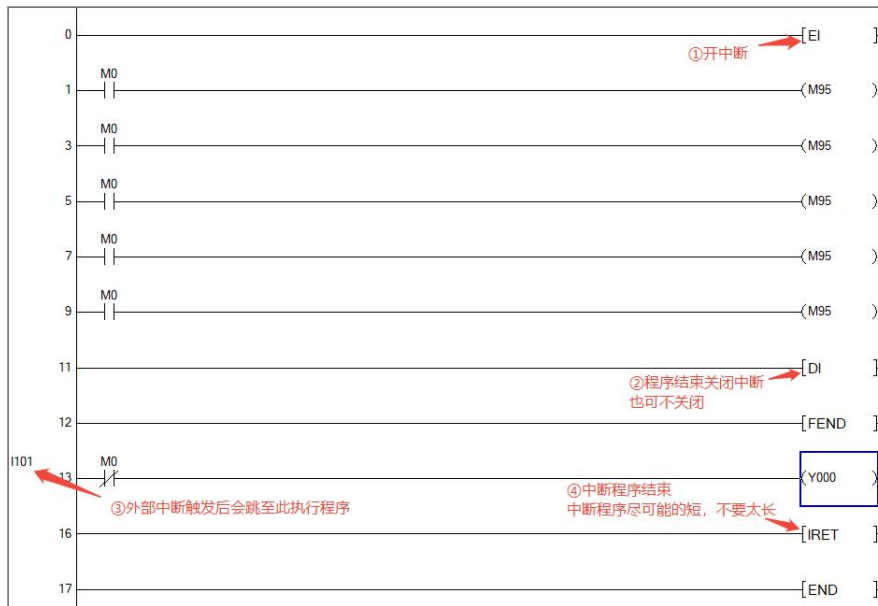 0 [EI ]
①开中断
M0
1 (M95 )
M0
3 (M95 )
M0
5 (M95 )
M0
7 (M95 )
M0
9 (M95 )
11 [DI ]
②程序结束关闭中断
也可不关闭
12 [FEND ]
I101 M0
13 (Y000 )
③外部中断触发后会跳至此执行程序
④中断程序结束
中断程序尽可能的短，不要太长
16 [IRET ]
17 [END ]